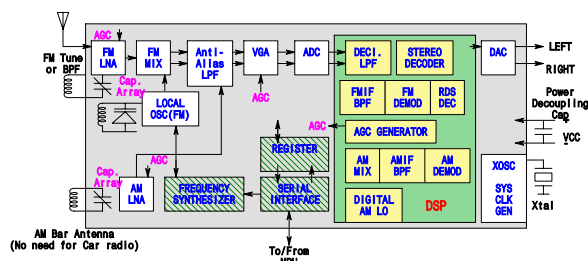 AGC
FM Tune
or BPF
FM
LNA
FM
MIX
Anti-
Alias
LPF
VGA
ADC
DECI.
LPF
STEREO
DECODER
DAC
LEFT
RIGHT
Cap.
Array
LOCAL
OSC(FM)
AGC
FMIF
BPF
FM
DEMOD
RDS
DEC
Power
Decoupling
Cap
+
VCC
AGC
AGC GENERATOR
REGISTER
Cap.
Array
AGC
AM
LNA
FREQUENCY
SYNTHESIZER
SERIAL
INTERFACE
AM
MIX
AMIF
BPF
AM
DEMOD
DIGITAL
AM LO
DSP
XOSC
SYS
CLK
GEN
Xtal
AM Bar Antenna
(No need for Car radio)
To/From